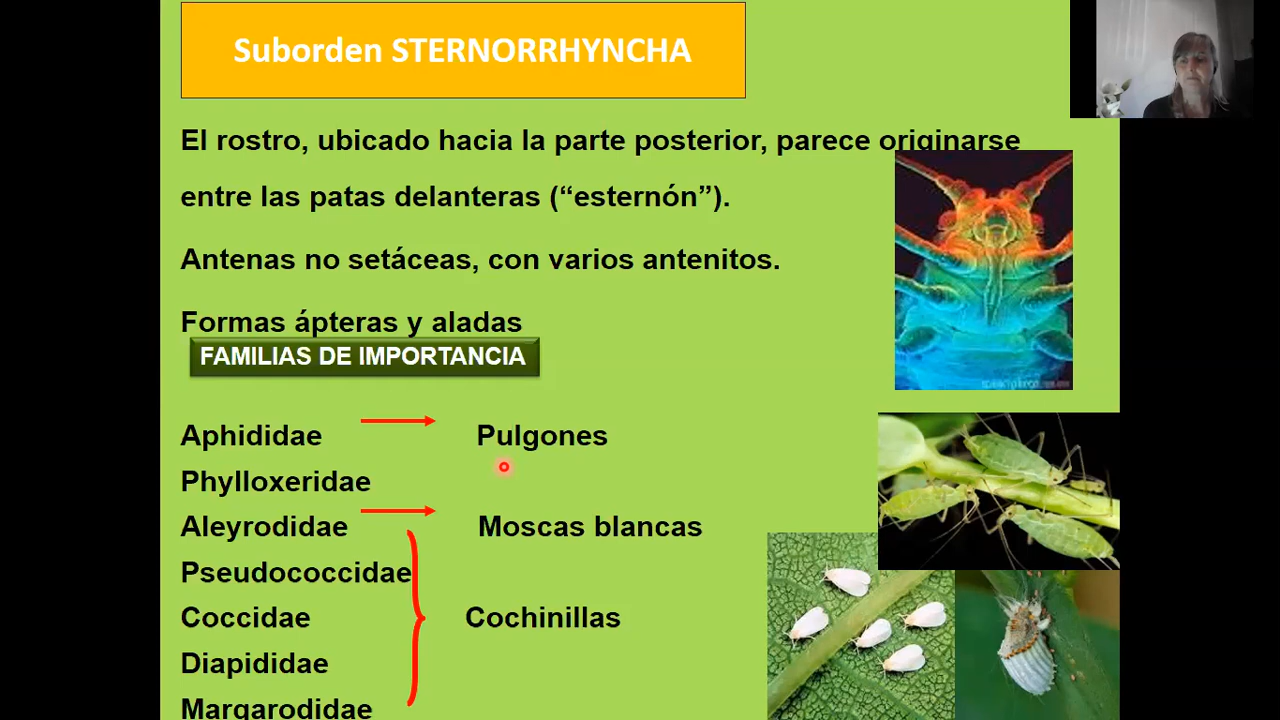 Suborden STERNORRHYNCHA
El rostro, ubicado hacia la parte posterior, parece originarse
entre las patas delanteras (“esternón”).
Antenas no setáceas, con varios antenitos.
Formas ápteras y aladas
FAMILIAS DE IMPORTANCIA
Aphididae Pulgones
Phylloxeridae
Aleyrodidae Moscas blancas
Pseudococcidae
Coccidae Cochinillas
Diapididae
Margarodidae